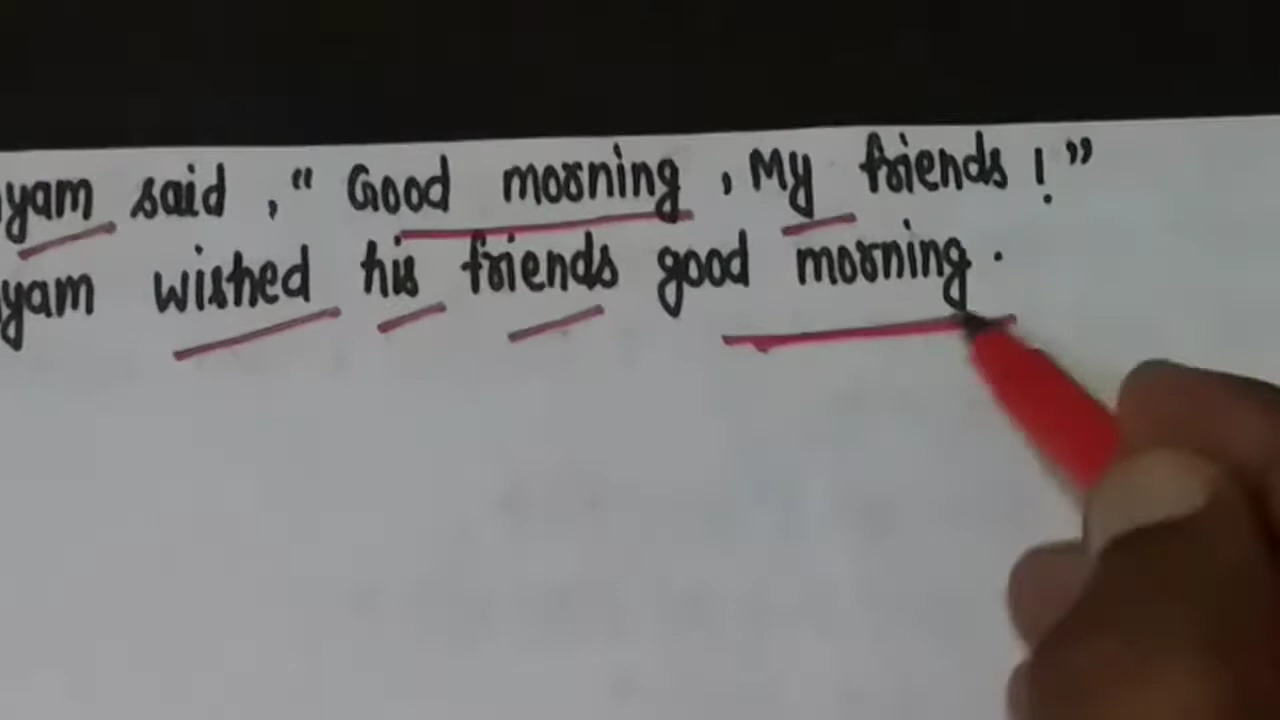 yam said , “ Good morning , My friends ! ”
yam wished his friends good morning .